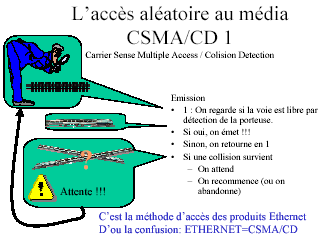 L'accès aléatoire au média
CSMA/CD 1
Carrier Sense Multiple Access / Colision Detection
Emission
• 1 : On regarde si la voie est libre par
détection de la porteuse.
• Si oui, on émet !!!
• Sinon, on retourne en 1
• Si une collision survient
– On attend
– On recommence (ou on
abandonne)
?
!
Attente !!!
C'est la méthode d'accès des produits Ethernet
D'ou la confusion: ETHERNET=CSMA/CD